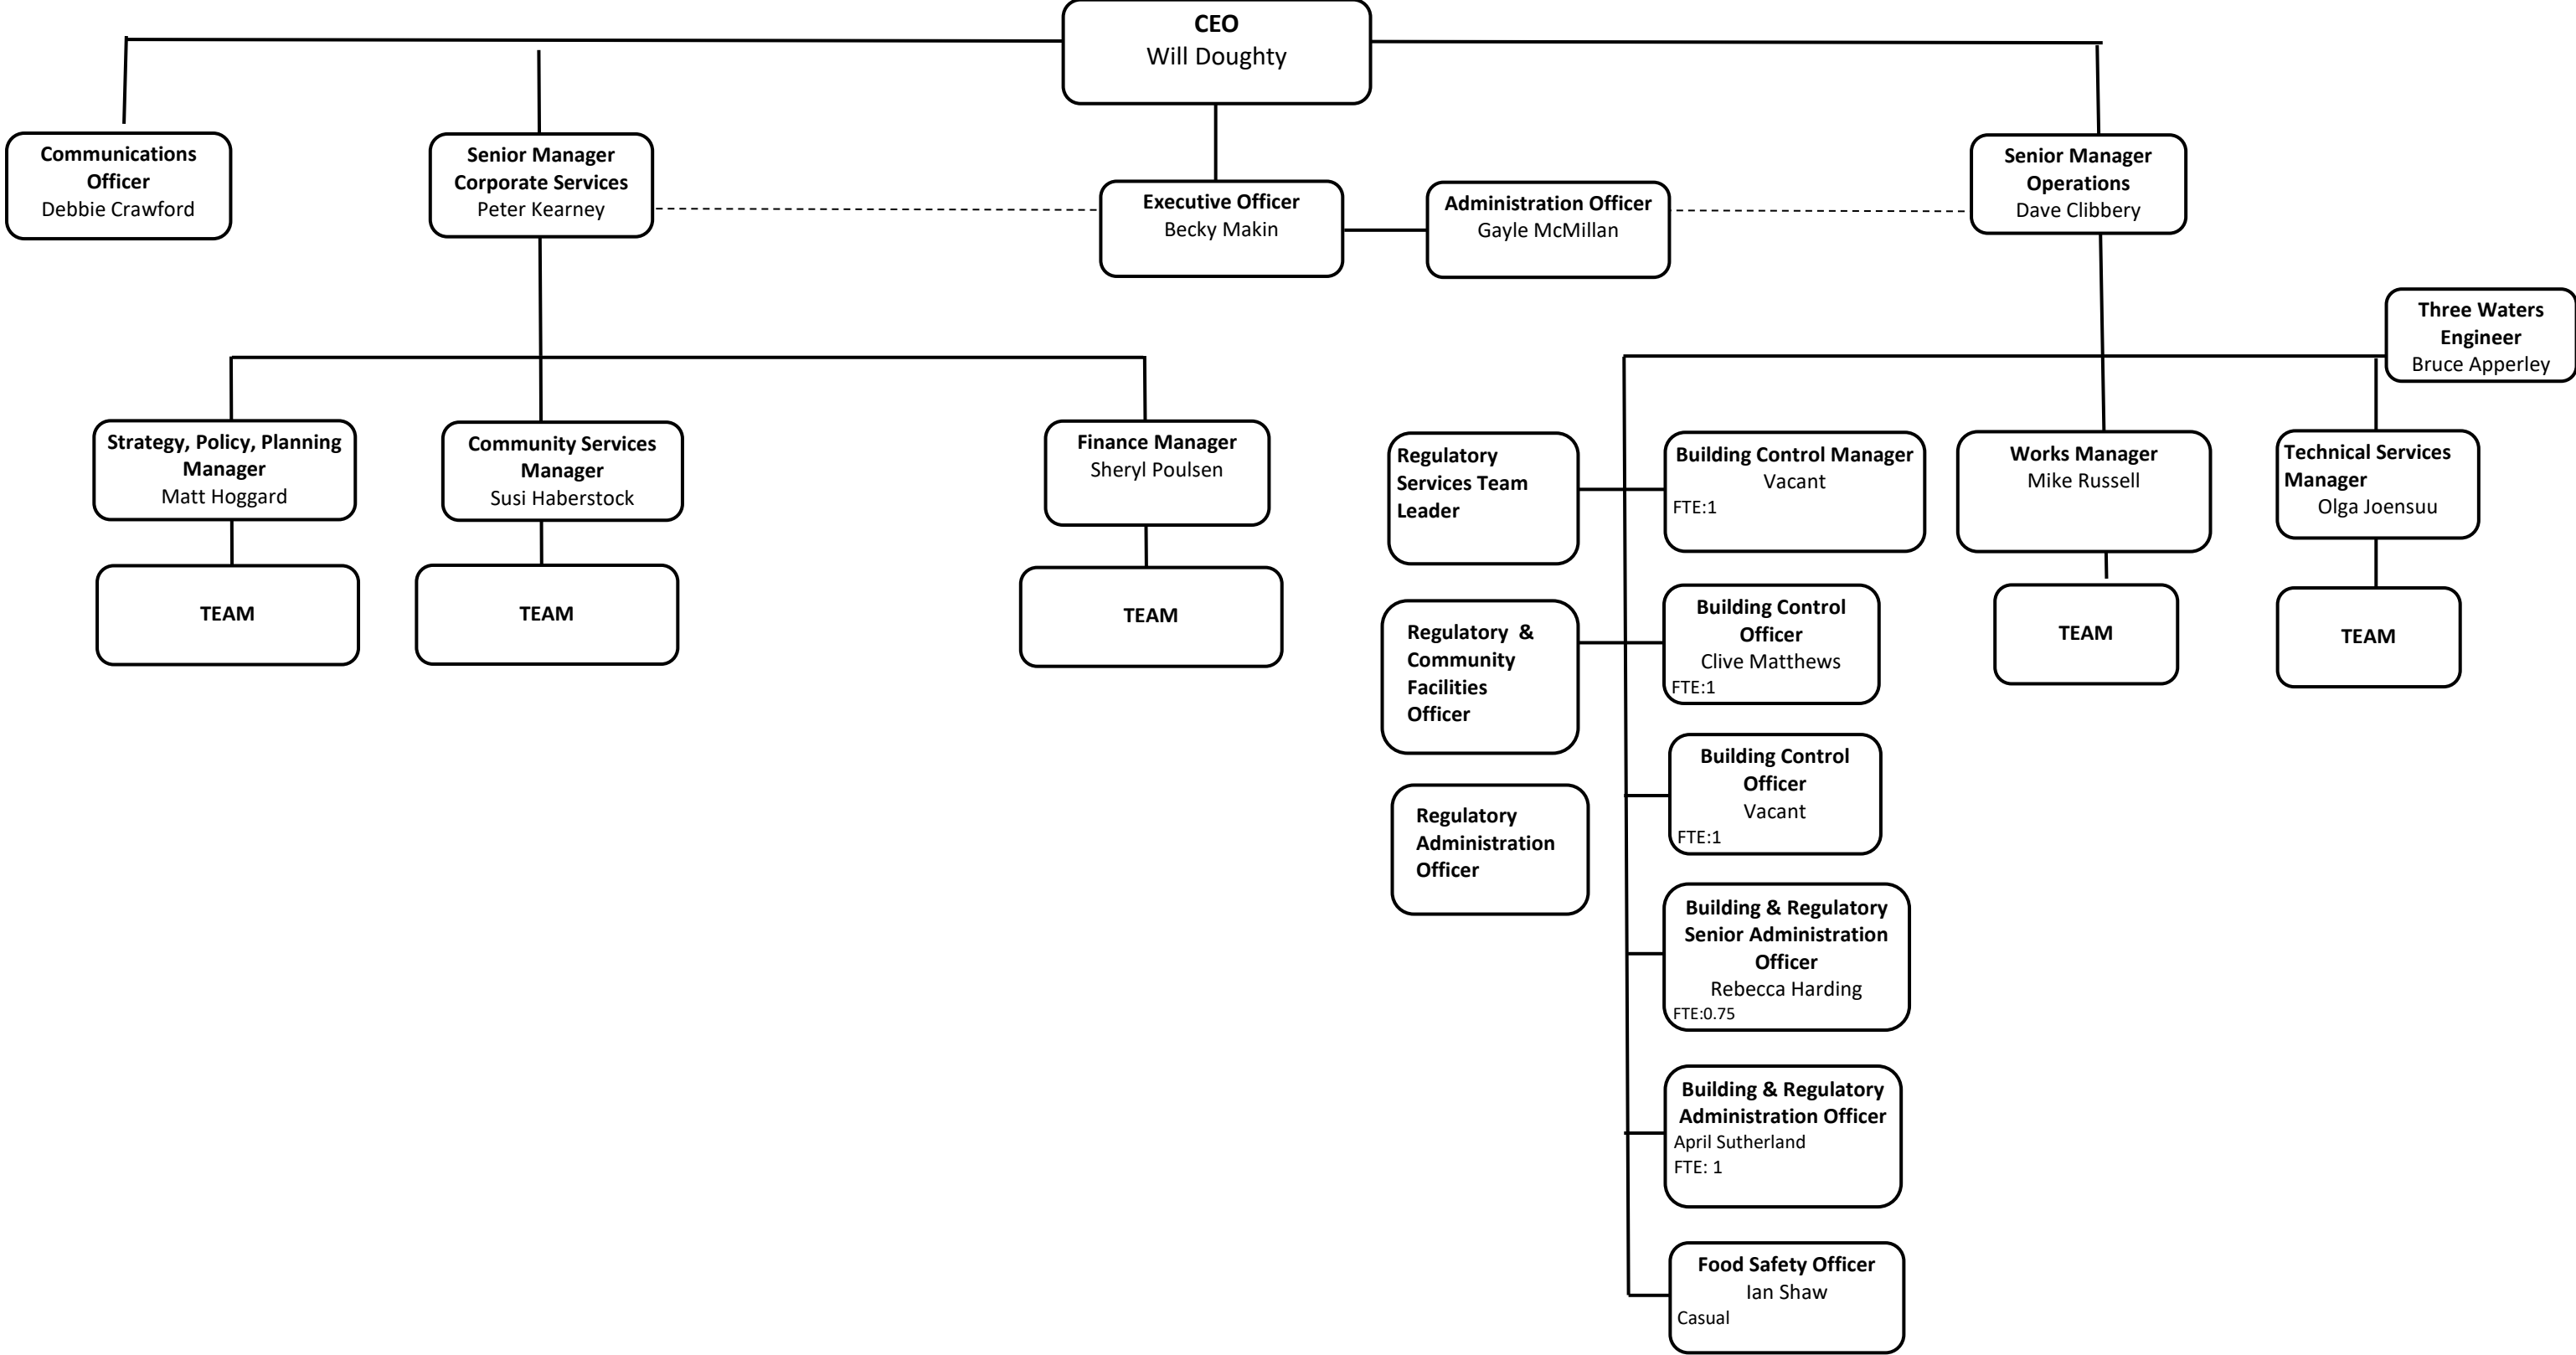 CEO
Will Doughty
Communications
Officer
Debbie Crawford
Senior Manager
Corporate Services
Peter Kearney
Executive Officer
Becky Makin
Administration Officer
Gayle McMillan
Senior Manager
Operations
Dave Clibbery
Three Waters
Engineer
Bruce Apperley
Strategy, Policy, Planning
Manager
Matt Hoggard
Community Services
Manager
Susi Haberstock
Finance Manager
Sheryl Poulsen
Regulatory
Services Team
Leader
Building Control Manager
Vacant
FTE:1
Works Manager
Mike Russell
Technical Services
Manager
Olga Joensuu
TEAM
TEAM
TEAM
Regulatory &
Community
Facilities
Officer
Building Control
Officer
Clive Matthews
FTE:1
TEAM
TEAM
Building Control
Officer
Vacant
FTE:1
Regulatory
Administration
Officer
Building & Regulatory
Senior Administration
Officer
Rebecca Harding
FTE:0.75
Building & Regulatory
Administration Officer
April Sutherland
FTE: 1
Food Safety Officer
Ian Shaw
Casual